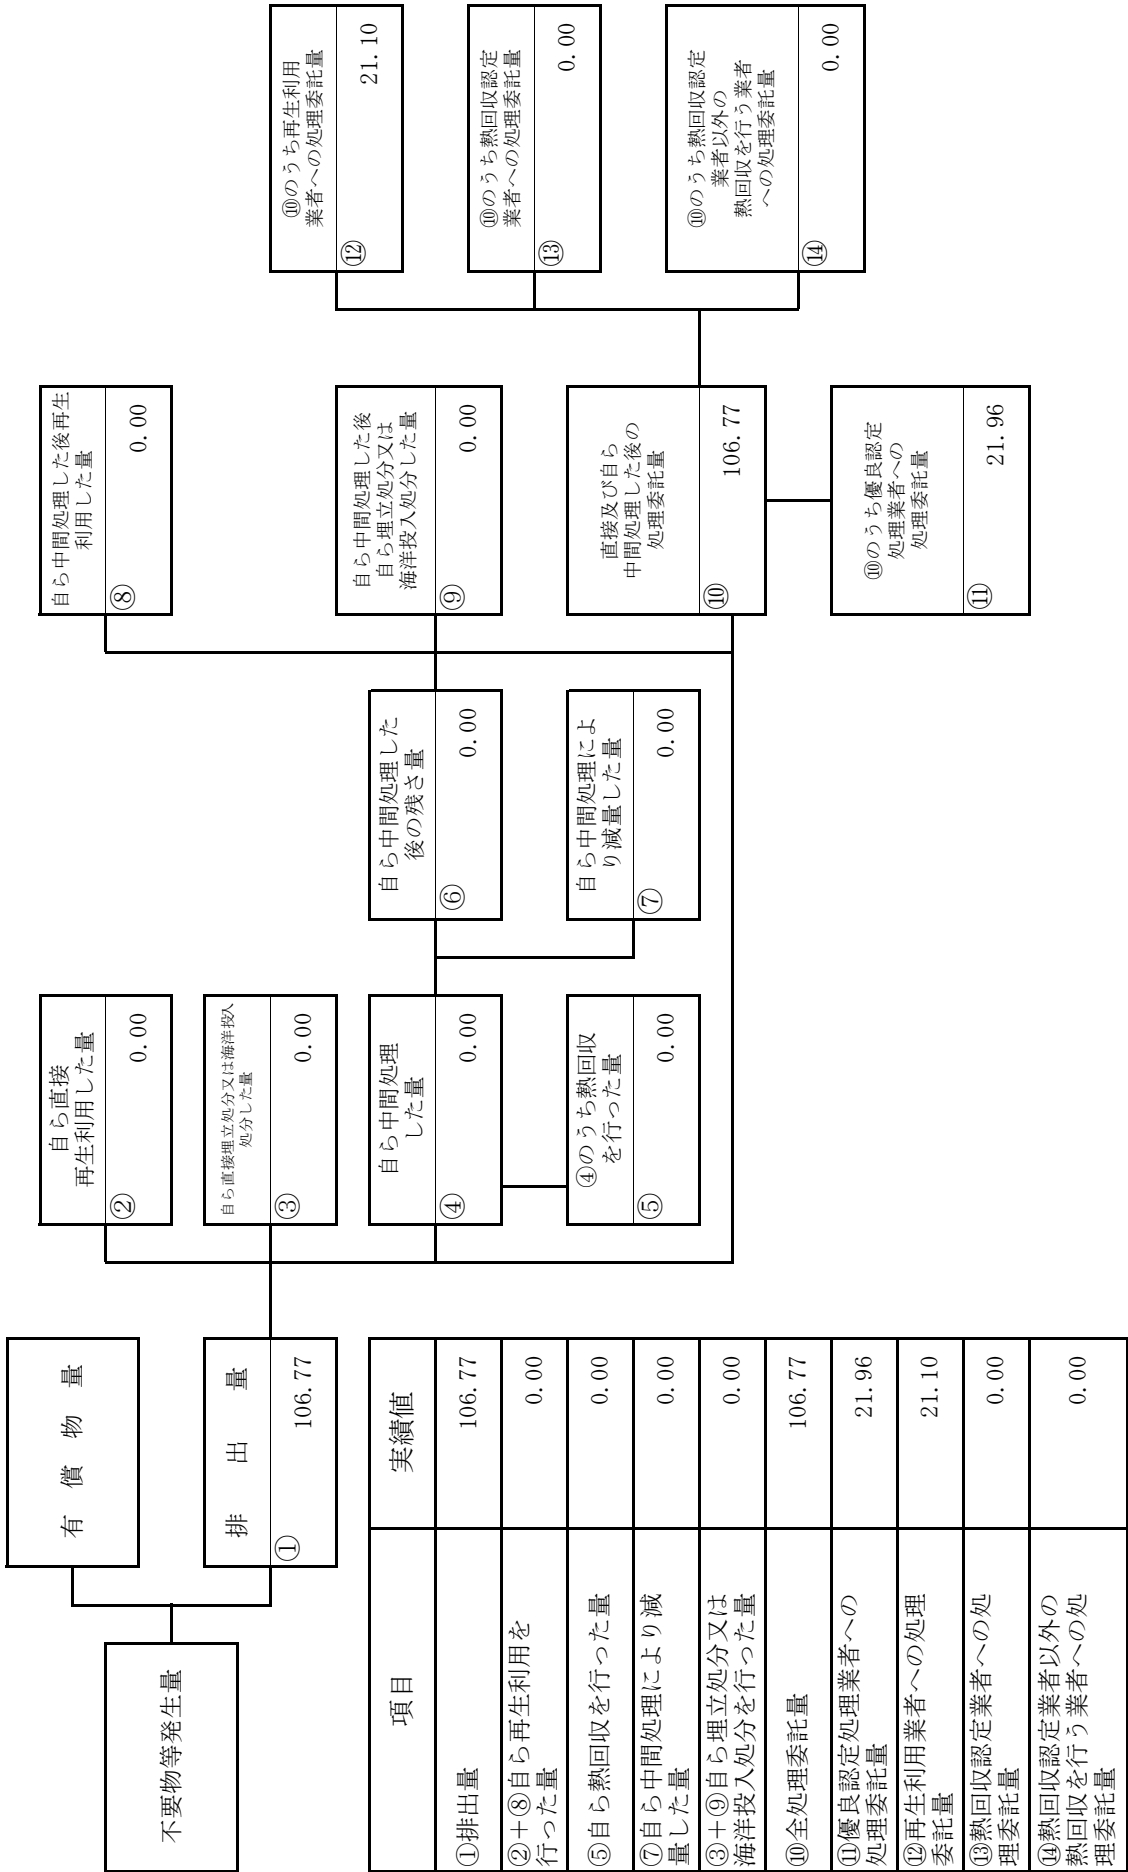 不要物等発生量
有償物量
排出量
①
106.77
自ら直接
再生利用した量
②
0.00
自ら直接埋立処分又は海洋投入
処分した量
③
0.00
自ら中間処理
した量
④
0.00
④のうち熱回収
を行った量
⑤
0.00
自ら中間処理した
後の残さ量
⑥
0.00
自ら中間処理によ
り減量した量
⑦
0.00
自ら中間処理した後再生
利用した量
⑧
0.00
自ら中間処理した後
自ら埋立処分又は
海洋投入処分した量
⑨
0.00
直接及び自ら
中間処理した後の
処理委託量
⑩
106.77
⑩のうち優良認定
処理業者への
処理委託量
⑪
21.96
⑩のうち再生利用
業者への処理委託量
⑫
21.10
⑩のうち熱回収認定
業者への処理委託量
⑬
0.00
⑩のうち熱回収認定
業者以外の
熱回収を行う業者
への処理委託量
⑭
0.00
項目
実績値
①排出量
106.77
②+⑧自ら再生利用を
行った量
0.00
⑤自ら熱回収を行った量
0.00
⑦自ら中間処理により減
量した量
0.00
③+⑨自ら埋立処分又は
海洋投入処分を行った量
0.00
⑩全処理委託量
106.77
⑪優良認定処理業者への
処理委託量
21.96
⑫再生利用業者への処理
委託量
21.10
⑬熱回収認定業者への処
理委託量
0.00
⑭熱回収認定業者以外の
熱回収を行う業者への処
理委託量
0.00